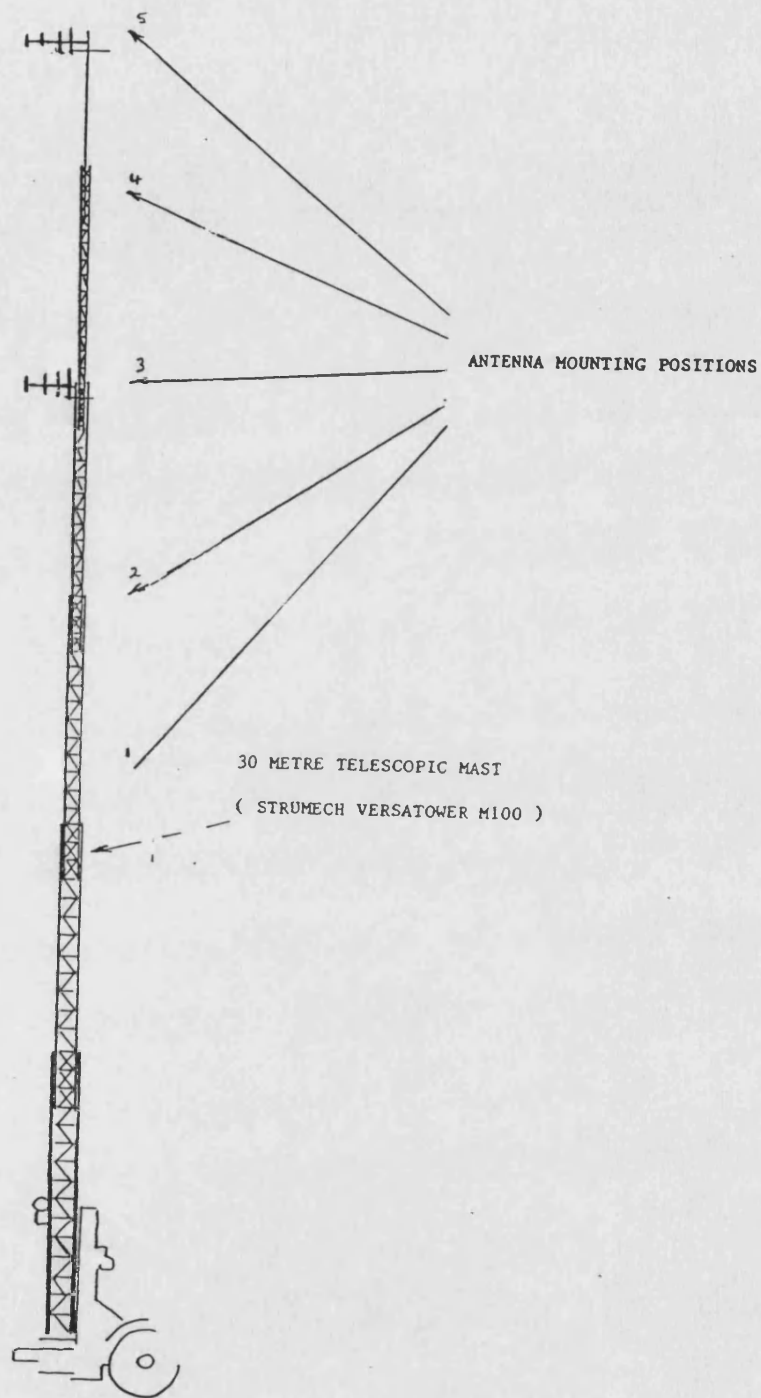 5
4
ANTENNA MOUNTING POSITIONS
3
2
1
30 METRE TELESCOPIC MAST
( STRUMECH VERSATOWER M100 )